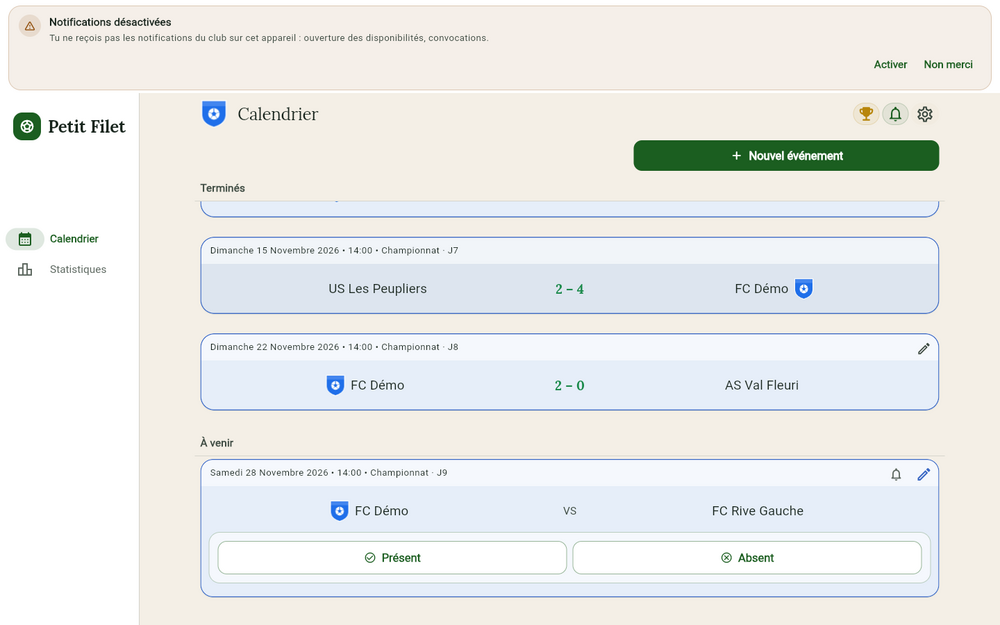 Notifications désactivées
Tu ne reçois pas les notifications du club sur cet appareil : ouverture des disponibilités, convocations.
Activer Non merci
Petit Filet
Calendrier
+ Nouvel événement
Calendrier
Statistiques
Terminés
Dimanche 15 Novembre 2026 • 14:00 • Championnat · J7
US Les Peupliers 2 – 4 FC Démo
Dimanche 22 Novembre 2026 • 14:00 • Championnat · J8
FC Démo 2 – 0 AS Val Fleuri
À venir
Samedi 28 Novembre 2026 • 14:00 • Championnat · J9
FC Démo VS FC Rive Gauche
Présent Absent